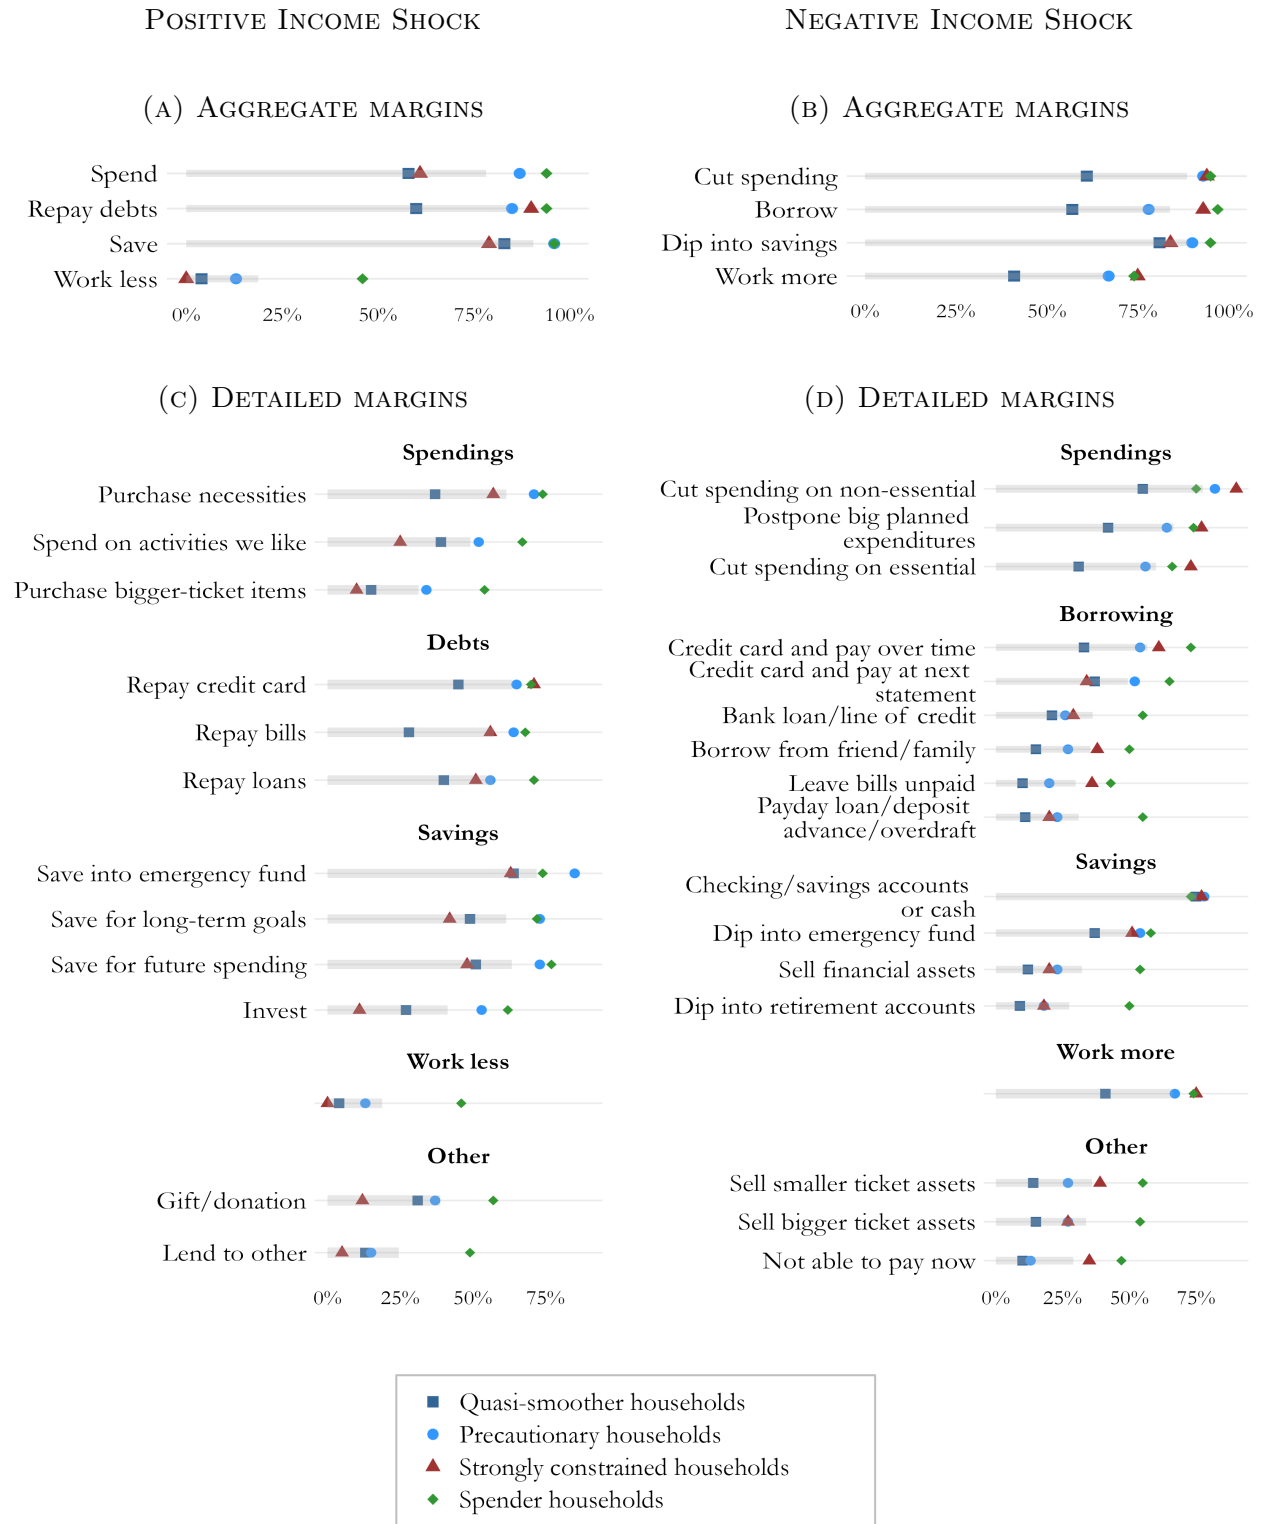 POSITIVE INCOME SHOCK
(A) AGGREGATE MARGINS
Spend
Repay debts
Save
Work less
0% 25% 50% 75% 100%
NEGATIVE INCOME SHOCK
(B) AGGREGATE MARGINS
Cut spending
Borrow
Dip into savings
Work more
0% 25% 50% 75% 100%
(C) DETAILED MARGINS
Spendings
Purchase necessities
Spend on activities we like
Purchase bigger-ticket items
Debts
Repay credit card
Repay bills
Repay loans
Savings
Save into emergency fund
Save for long-term goals
Save for future spending
Invest
Work less
Other
Gift/donation
Lend to other
0% 25% 50% 75%
(D) DETAILED MARGINS
Spendings
Cut spending on non-essential
Postpone big planned
expenditures
Cut spending on essential
Borrowing
Credit card and pay over time
Credit card and pay at next
statement
Bank loan/line of credit
Borrow from friend/family
Leave bills unpaid
Payday loan/deposit
advance/overdraft
Savings
Checking/savings accounts
or cash
Dip into emergency fund
Sell financial assets
Dip into retirement accounts
Work more
Other
Sell smaller ticket assets
Sell bigger ticket assets
Not able to pay now
0% 25% 50% 75%
Quasi-smoother households
Precautionary households
Strongly constrained households
Spender households